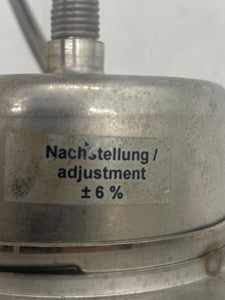 Nachstellung /
adjustment
± 6 %